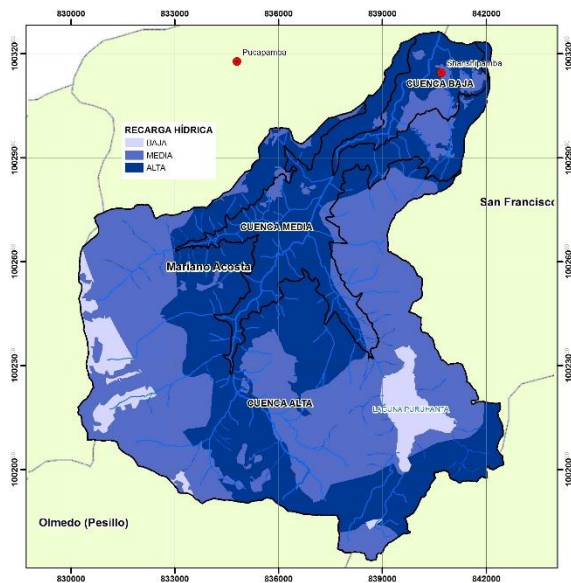 830000 833000 836000 839000 842000
Pucapamba
Shanshipamba
CUENCA BAJA
RECARGA HÍDRICA
BAJA
MEDIA
ALTA
San Francisco
CUENCA MEDIA
Mariano Acosta
CUENCA ALTA
LAGUNA PURUHANTA
Olmedo (Pesillo)
830000 833000 836000 839000 842000